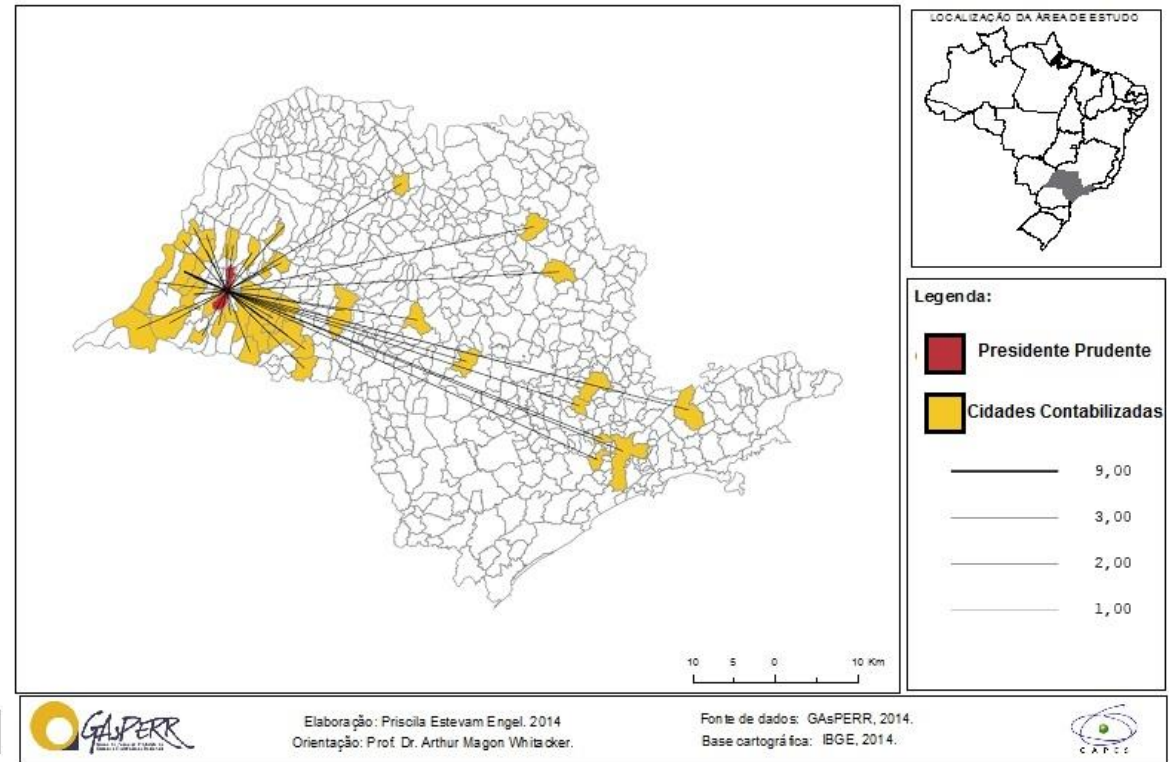 LOCALIZAÇÃO DA ÁREA DE ESTUDO
Legenda:
Presidente Prudente
Cidades Contabilizadas
9,00
3,00
2,00
1,00
10 5 0 10 Km
GAsPERR
Elaboração: Priscila Estevam Engel. 2014
Orientação: Prof. Dr. Arthur Magon Whitacker.
Fonte de dados: GAsPERR, 2014.
Base cartográfica: IBGE, 2014.
CAPES